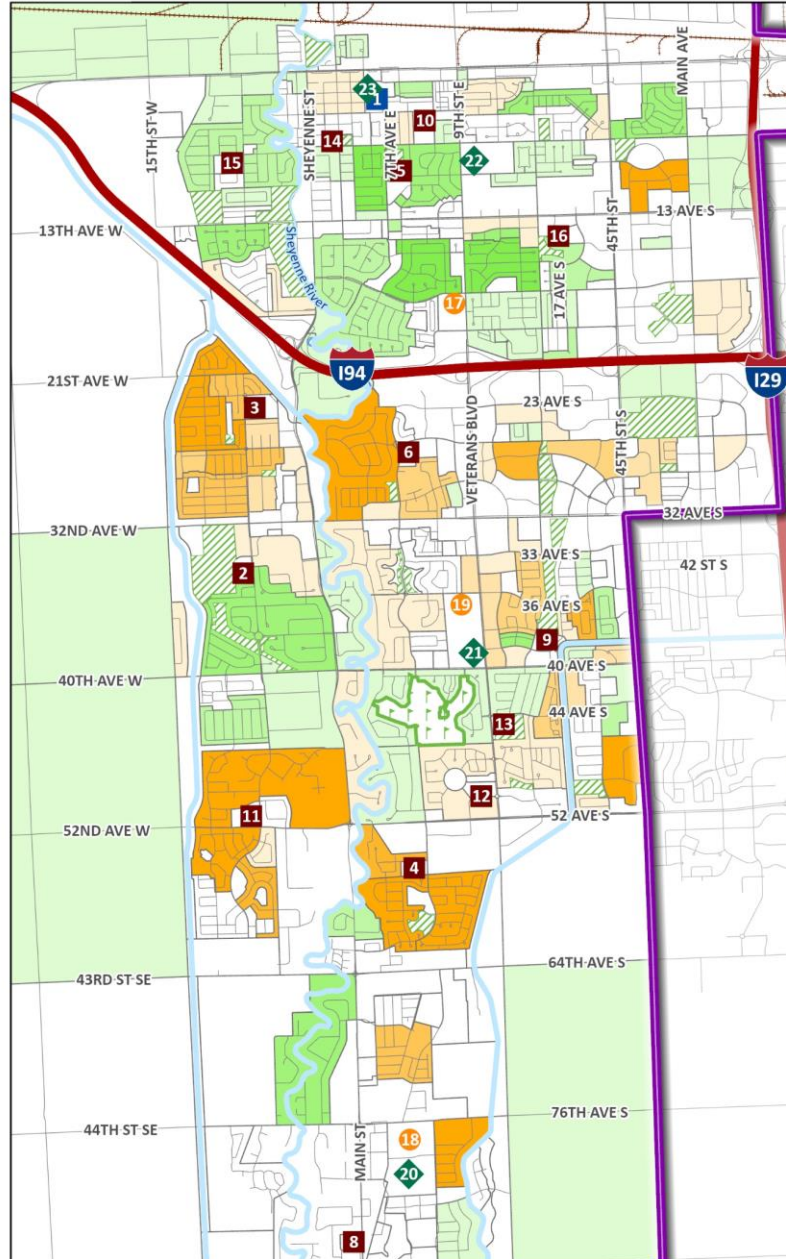 MAIN AVE
SHEYENNE ST
9TH ST E
23
1
7TH AVE E
10
15TH ST W
14
15
5
22
45TH ST
13 AVE S
13TH AVE W
16
Sheyenne River
17 AVE S
17
I94
I29
21ST AVE W
3
23 AVE S
VETERANS BLVD
45TH ST S
6
32ND AVE W
32 AVE S
33 AVE S
42 ST S
2
19
36 AVE S
9
21
40 AVE S
40TH AVE W
44 AVE S
13
12
11
52 AVE S
52ND AVE W
4
64TH AVE S
43RD ST SE
76TH AVE S
44TH ST SE
18
MAIN ST
20
8